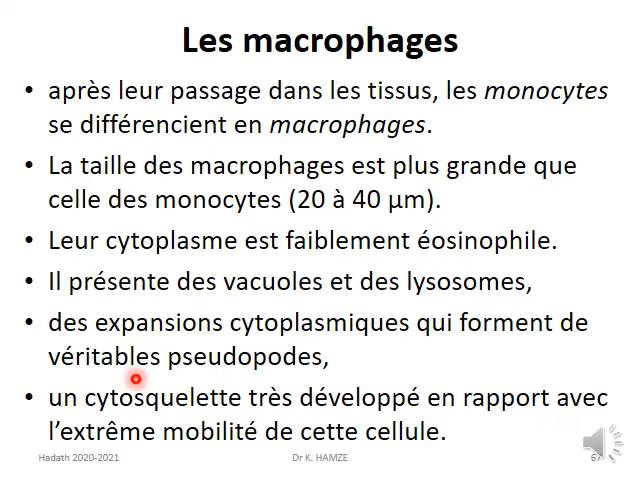 Les macrophages
• après leur passage dans les tissus, les monocytes
se différencient en macrophages.
• La taille des macrophages est plus grande que
celle des monocytes (20 à 40 µm).
• Leur cytoplasme est faiblement éosinophile.
• Il présente des vacuoles et des lysosomes,
• des expansions cytoplasmiques qui forment de
véritables pseudopodes,
• un cytosquelette très développé en rapport avec
l’extrême mobilité de cette cellule.
Hadath 2020-2021 Dr K. HAMZE 67